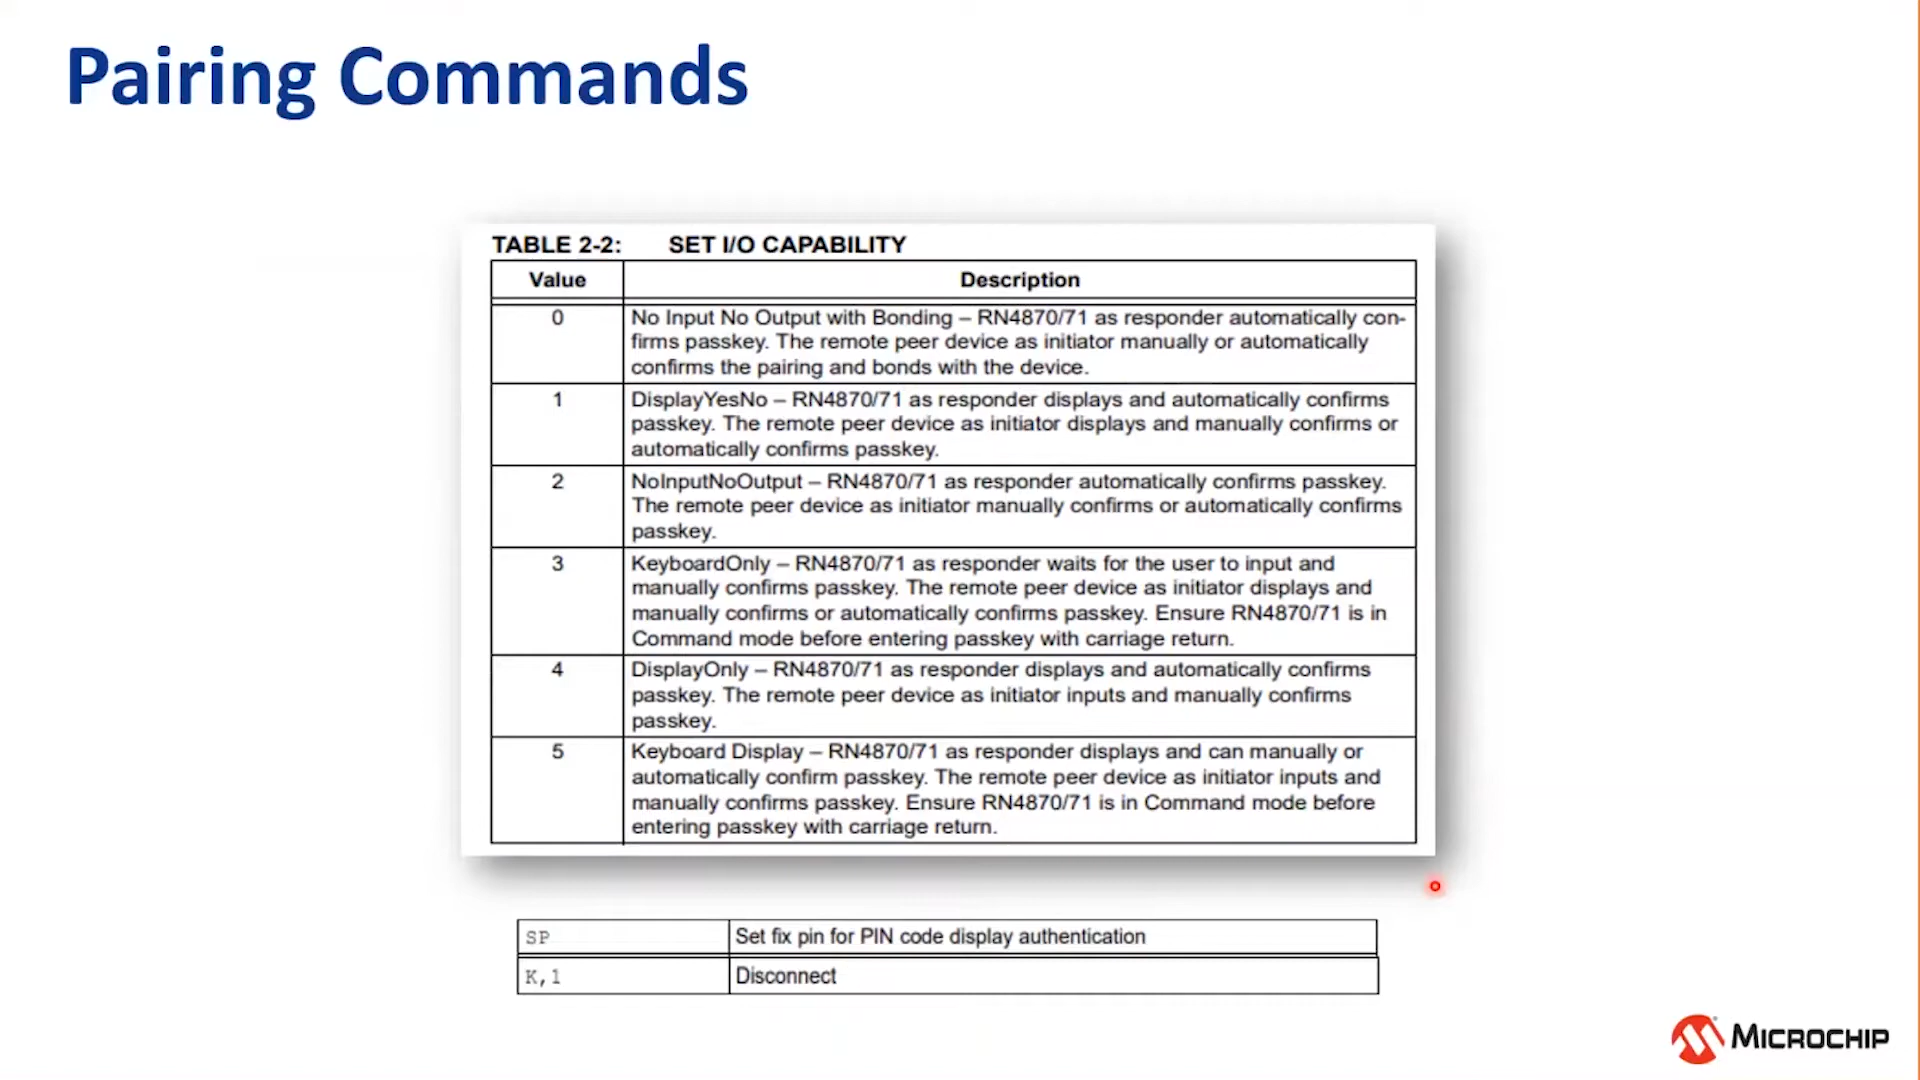 Pairing Commands
TABLE 2-2: SET I/O CAPABILITY
Value Description
0 No Input No Output with Bonding – RN4870/71 as responder automatically con-
firms passkey. The remote peer device as initiator manually or automatically
confirms the pairing and bonds with the device.
1 DisplayYesNo – RN4870/71 as responder displays and automatically confirms
passkey. The remote peer device as initiator displays and manually confirms or
automatically confirms passkey.
2 NoInputNoOutput – RN4870/71 as responder automatically confirms passkey.
The remote peer device as initiator manually confirms or automatically confirms
passkey.
3 KeyboardOnly – RN4870/71 as responder waits for the user to input and
manually confirms passkey. The remote peer device as initiator displays and
manually confirms or automatically confirms passkey. Ensure RN4870/71 is in
Command mode before entering passkey with carriage return.
4 DisplayOnly – RN4870/71 as responder displays and automatically confirms
passkey. The remote peer device as initiator inputs and manually confirms
passkey.
5 Keyboard Display – RN4870/71 as responder displays and can manually or
automatically confirm passkey. The remote peer device as initiator inputs and
manually confirms passkey. Ensure RN4870/71 is in Command mode before
entering passkey with carriage return.
SP Set fix pin for PIN code display authentication
K,1 Disconnect
MICROCHIP